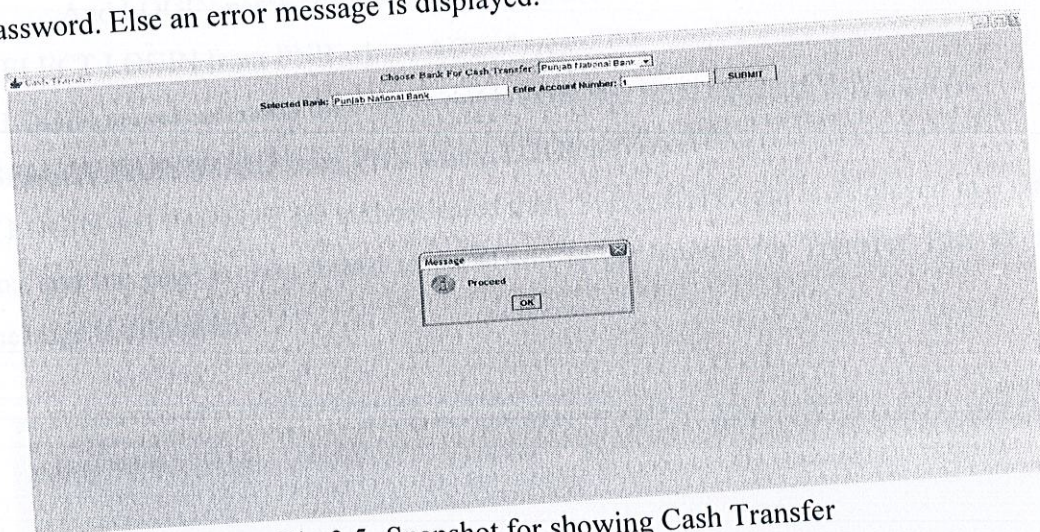 assword. Else an error message is displayed.
Cash Transfer
Choose Bank For Cash Transfer: Punjab National Bank
Selected Bank: Punjab National Bank Enter Account Number: 1 SUBMIT
Message
Proceed
OK
Snapshot for showing Cash Transfer